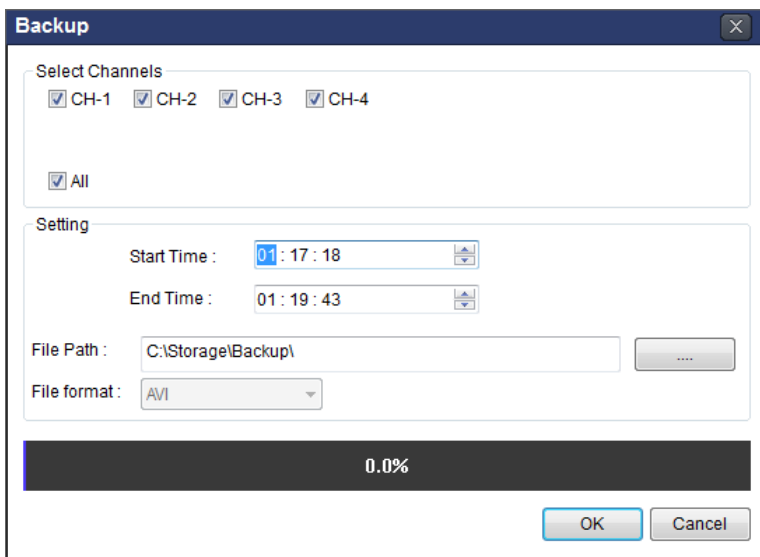 Backup
Select Channels
CH-1 CH-2 CH-3 CH-4
All
Setting
Start Time : 01 : 17 : 18
End Time : 01 : 19 : 43
File Path : C:\Storage\Backup\ ....
File format : AVI
0.0%
OK Cancel